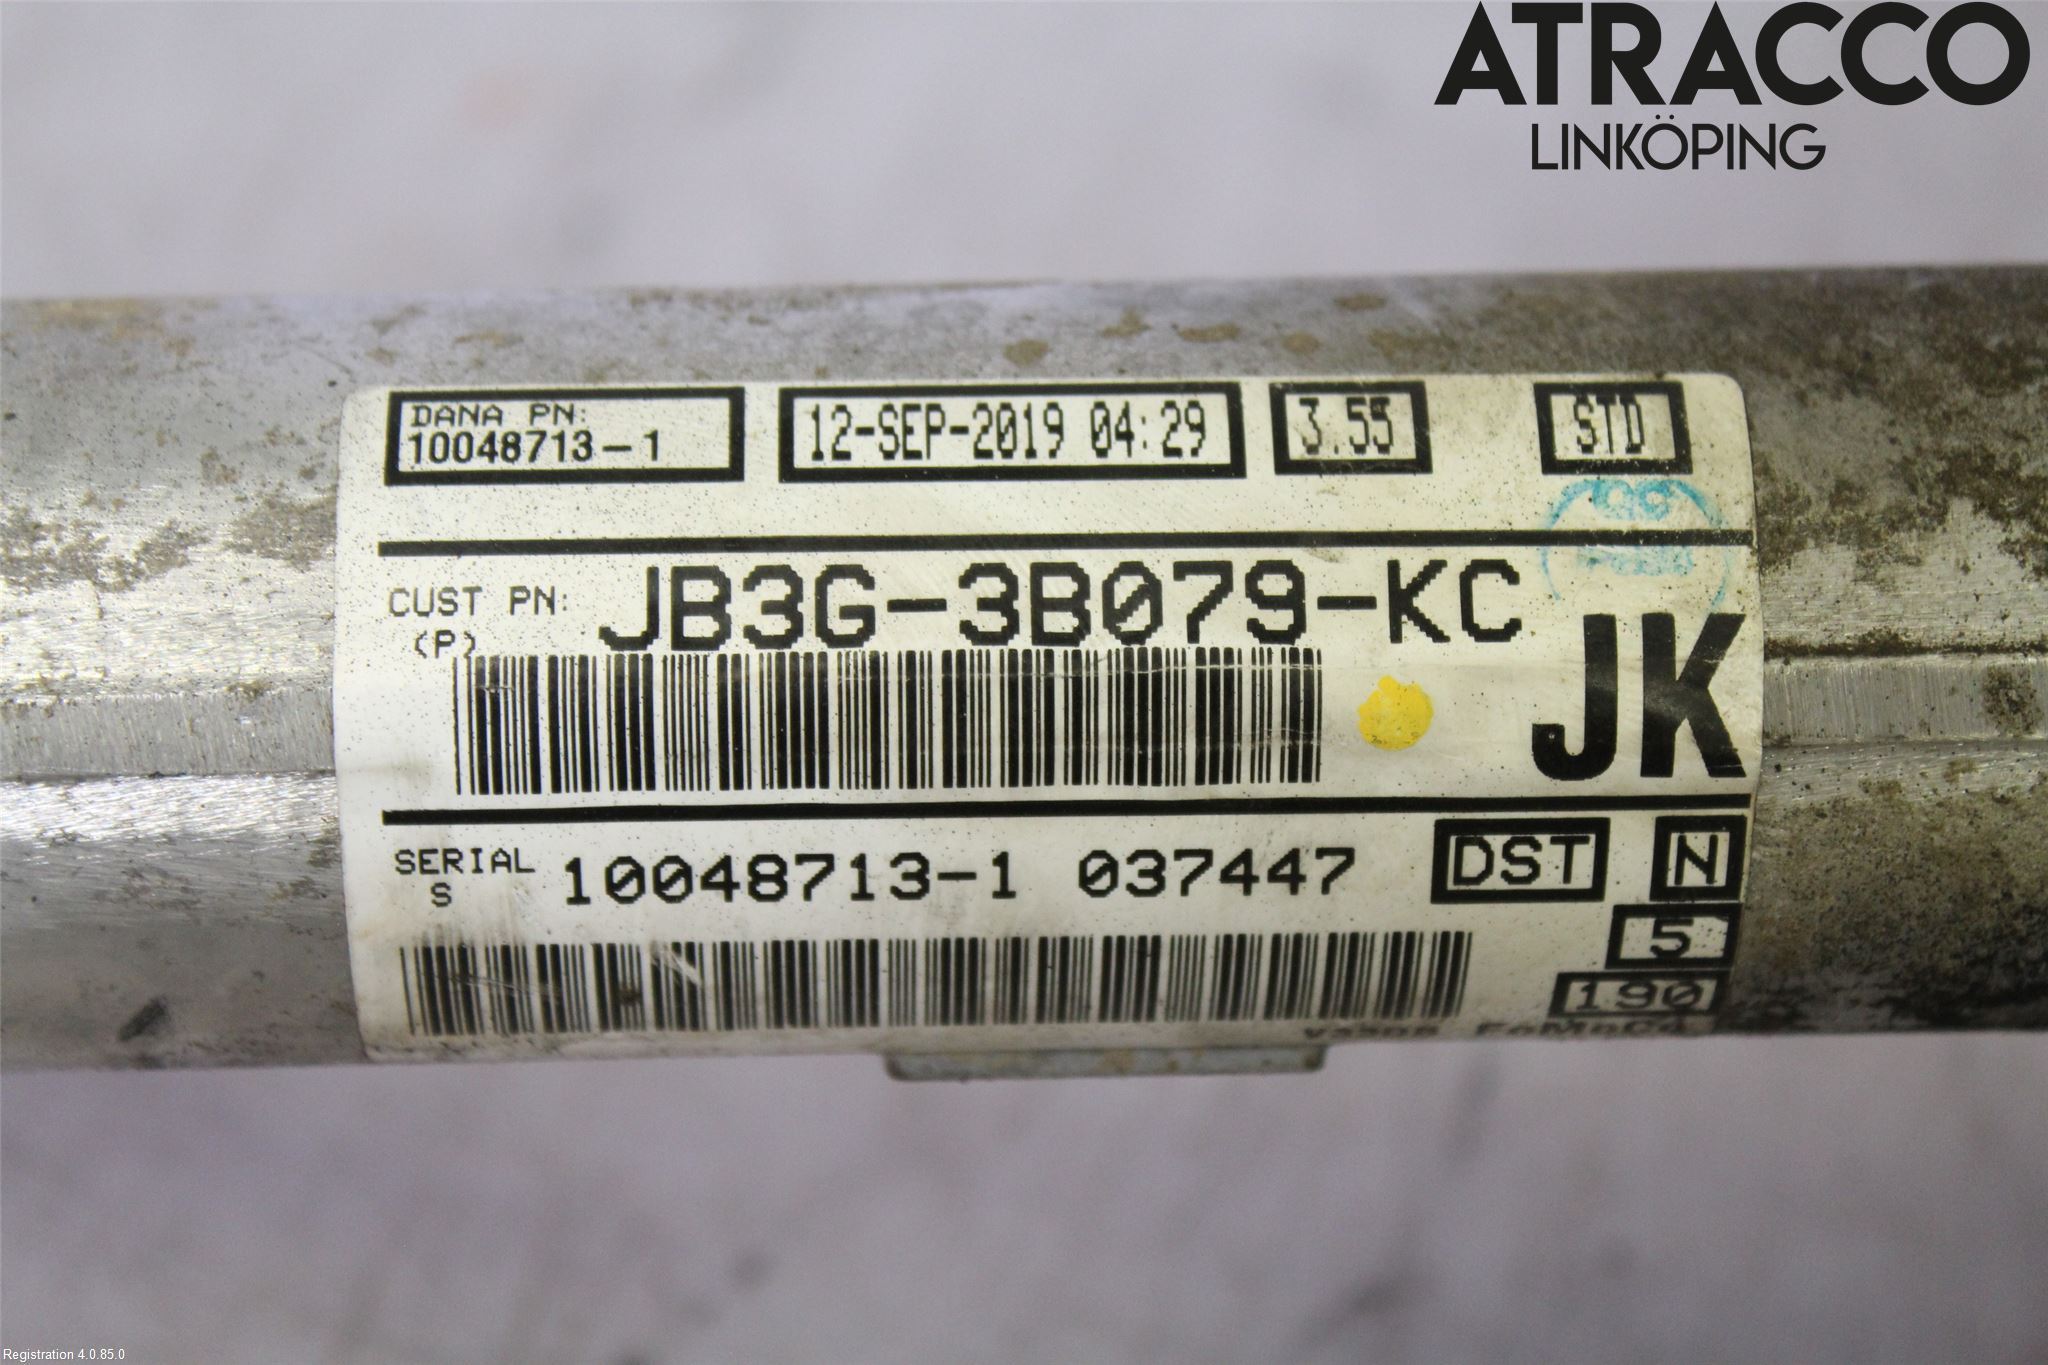 ATRACCO
LINKÖPING
DANA PN:
10048713-1
12-SEP-2019 04:29
3.55
STD
CUST PN:
(P)
JB3G-3B079-KC
JK
SERIAL
S
10048713-1 037447
DST
N
5
190
Registration 4.0.85.0